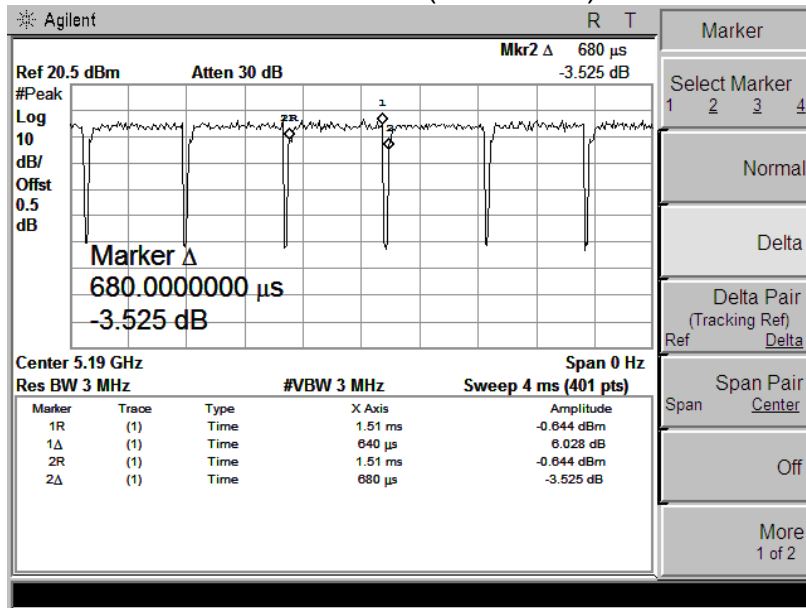 Agilent R T
Mkr2 Δ 680 μs
Ref 20.5 dBm Atten 30 dB -3.525 dB
#Peak
Log
10
dB/
Offst
0.5
dB
1
2R
2
Marker Δ
680.0000000 μs
-3.525 dB
Center 5.19 GHz Span 0 Hz
Res BW 3 MHz #VBW 3 MHz Sweep 4 ms (401 pts)
Marker Trace Type X Axis Amplitude
1R (1) Time 1.51 ms -0.644 dBm
1Δ (1) Time 640 μs 6.028 dB
2R (1) Time 1.51 ms -0.644 dBm
2Δ (1) Time 680 μs -3.525 dB
Marker
Select Marker
1 2 3 4
Normal
Delta
Delta Pair
(Tracking Ref)
Ref Delta
Span Pair
Span Center
Off
More
1 of 2